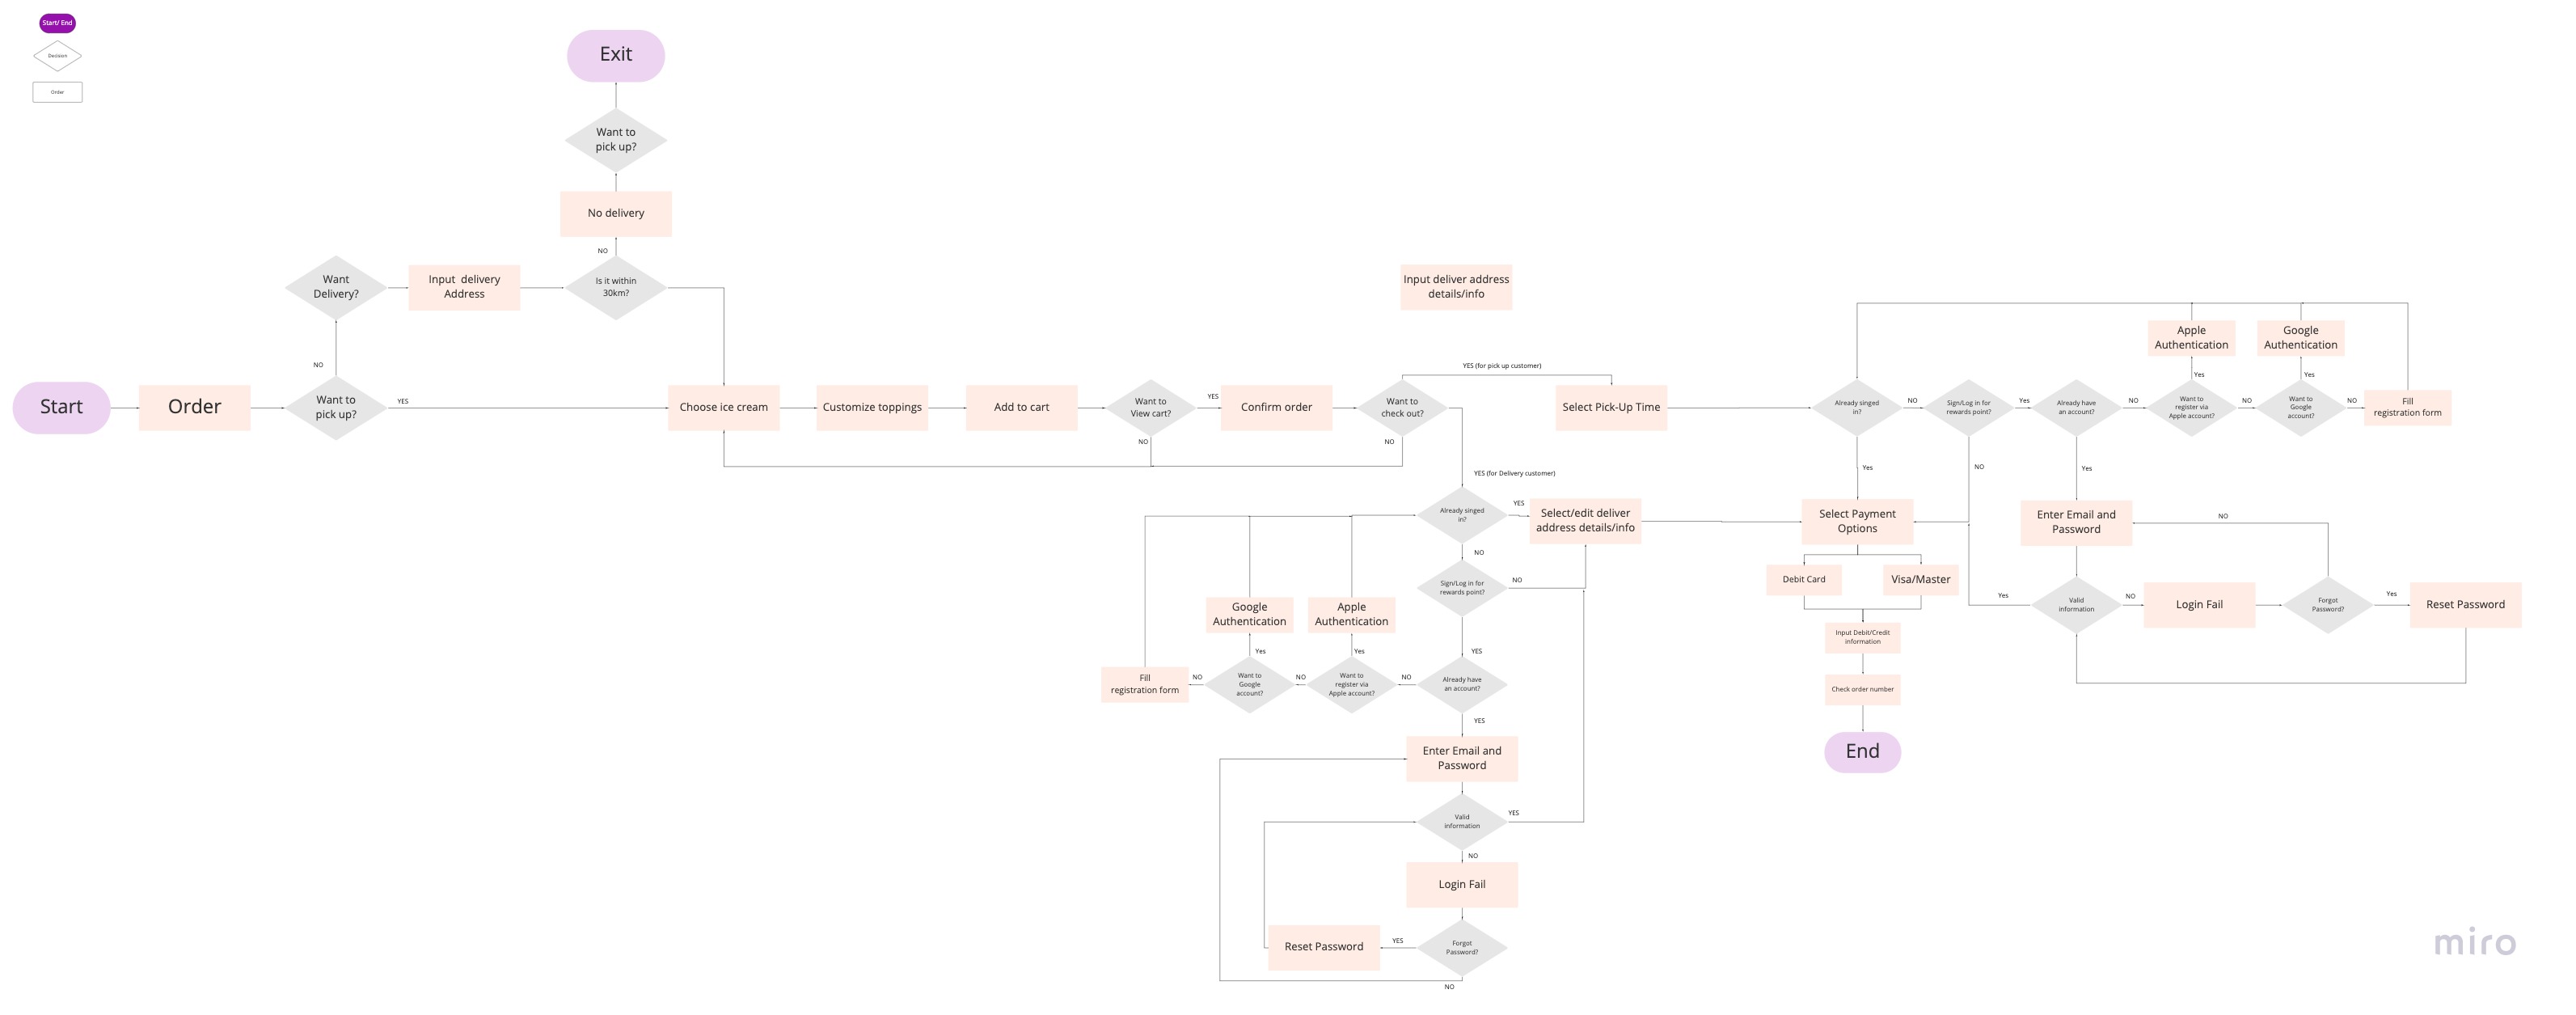 Start/ End
Decision
Order
Exit
Want to
pick up?
No delivery
NO
Want
Delivery?
Input  delivery
Address
Is it within
30km?
Input deliver address
details/info
NO
Start
Order
Want to
pick up?
YES
Choose ice cream
Customize toppings
Add to cart
Want to
View cart?
YES
NO
Confirm order
Want to
check out?
NO
YES (for pick up customer)
Select Pick-Up Time
YES (for Delivery customer)
Already singed
in?
NO
Sign/Log in for
rewards point?
Yes
Already have
an account?
NO
Want to
register via
Apple account?
NO
Want to
Google
account?
NO
Fill
registration form
Apple
Authentication
Google
Authentication
Yes
Yes
Yes
NO
Yes
Already singed
in?
YES
Select/edit deliver
address details/info
Select Payment
Options
Enter Email and
Password
NO
NO
Sign/Log in for
rewards point?
NO
Debit Card
Visa/Master
Yes
Valid
information
NO
Login Fail
Forgot
Password?
Yes
Reset Password
Google
Authentication
Apple
Authentication
Input Debit/Credit
information
Yes
Yes
YES
Fill
registration form
NO
Want to
Google
account?
NO
Want to
register via
Apple account?
NO
Already have
an account?
Check order number
YES
Enter Email and
Password
End
Valid
information
YES
NO
Login Fail
Reset Password
YES
Forgot
Password?
NO
miro